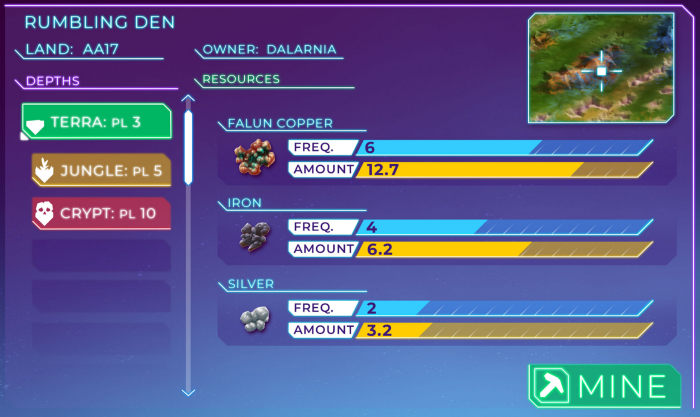 RUMBLING DEN
LAND: AA17
OWNER: DALARNIA
DEPTHS
RESOURCES
TERRA: PL 3
JUNGLE: PL 5
CRYPT: PL 10
FALUN COPPER
FREQ. 6
AMOUNT 12.7
IRON
FREQ. 4
AMOUNT 6.2
SILVER
FREQ. 2
AMOUNT 3.2
MINE